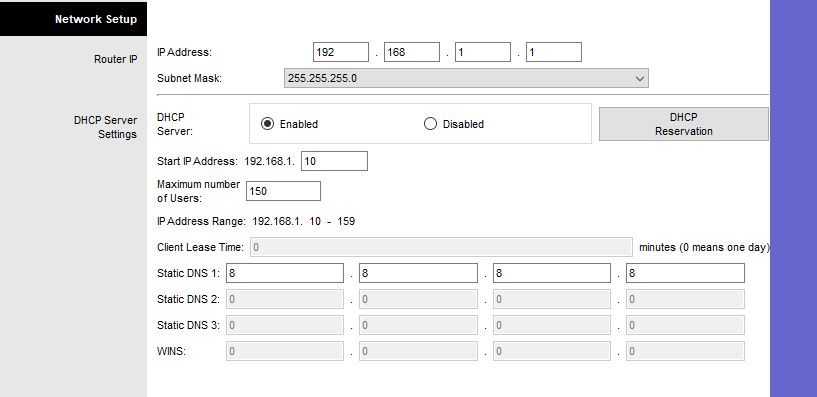 Network Setup
Router IP
IP Address: 192 . 168 . 1 . 1
Subnet Mask: 255.255.255.0
DHCP Server
Settings
DHCP
Server:
Enabled
Disabled
DHCP
Reservation
Start IP Address: 192.168.1. 10
Maximum number
of Users:
150
IP Address Range: 192.168.1. 10 - 159
Client Lease Time: 0 minutes (0 means one day)
Static DNS 1: 8 . 8 . 8 . 8
Static DNS 2: 0 . 0 . 0 . 0
Static DNS 3: 0 . 0 . 0 . 0
WINS: 0 . 0 . 0 . 0